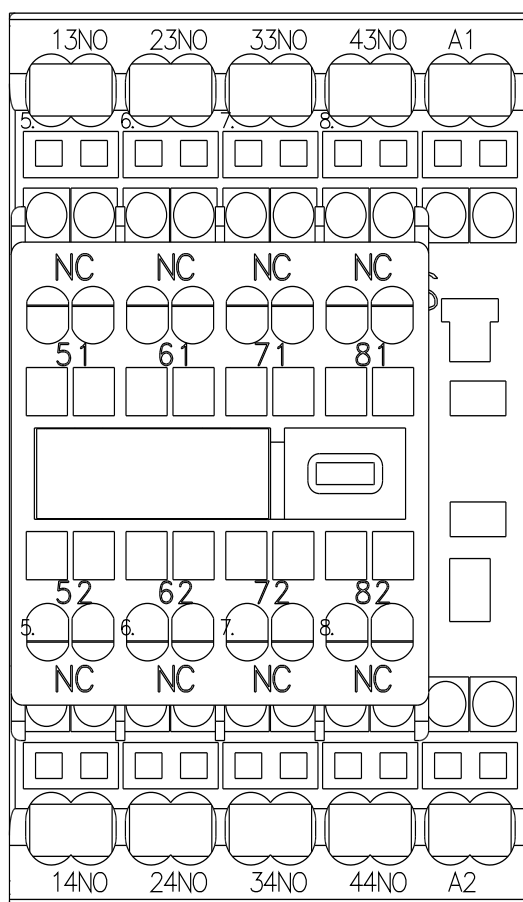 13NO 23NO 33NO 43NO A1
5. 6. 7. 8.
NC NC NC NC
51 61 71 81
52 62 72 82
5. 6. 7. 8.
NC NC NC NC
14NO 24NO 34NO 44NO A2